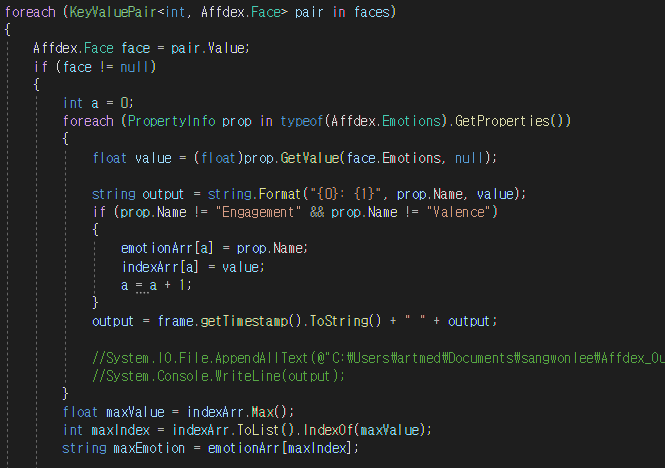 foreach (KeyValuePair<int, Affdex.Face> pair in faces)
{
Affdex.Face face = pair.Value;
if (face != null)
{
int a = 0;
foreach (PropertyInfo prop in typeof(Affdex.Emotions).GetProperties())
{
float value = (float)prop.GetValue(face.Emotions, null);
string output = string.Format("{0}: {1}", prop.Name, value);
if (prop.Name != "Engagement" && prop.Name != "Valence")
{
emotionArr[a] = prop.Name;
indexArr[a] = value;
a = a + 1;
}
output = frame.getTimestamp().ToString() + " " + output;
//System.IO.File.AppendAllText(@"C:₩Users₩artmed₩Documents₩sangwonlee₩Affdex_Ou
//System.Console.WriteLine(output);
}
float maxValue = indexArr.Max();
int maxIndex = indexArr.ToList().IndexOf(maxValue);
string maxEmotion = emotionArr[maxIndex];